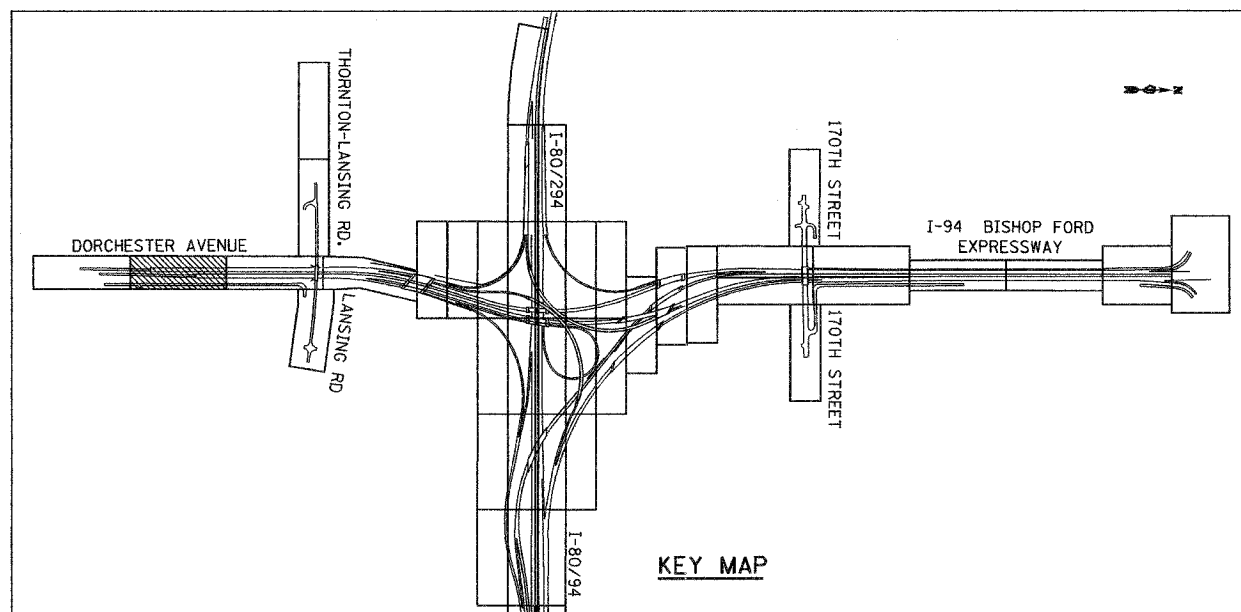 THORNTON-LANSING RD.
I-80/294
N
170TH STREET
I-94 BISHOP FORD
EXPRESSWAY
DORCHESTER AVENUE
LANSING RD
170TH STREET
I-80/94
KEY MAP